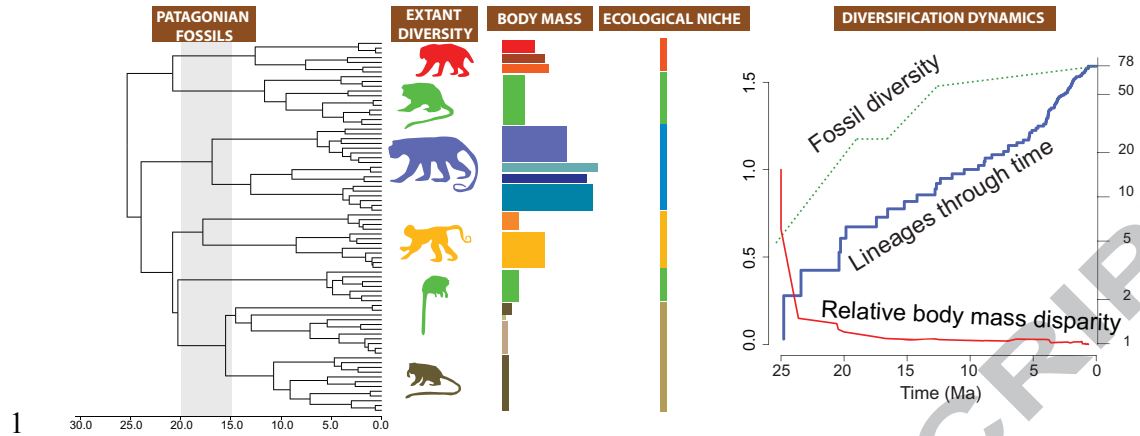 PATAGONIAN
FOSSILS
EXTANT
DIVERSITY
BODY MASS
ECOLOGICAL NICHE
DIVERSIFICATION DYNAMICS
Fossil diversity
Lineages through time
Relative body mass disparity
1.5
1.0
0.5
0.0
78
50
20
10
5
2
1
25
20
15
10
5
0
Time (Ma)
1
30.0
25.0
20.0
15.0
10.0
5.0
0.0
CRIP